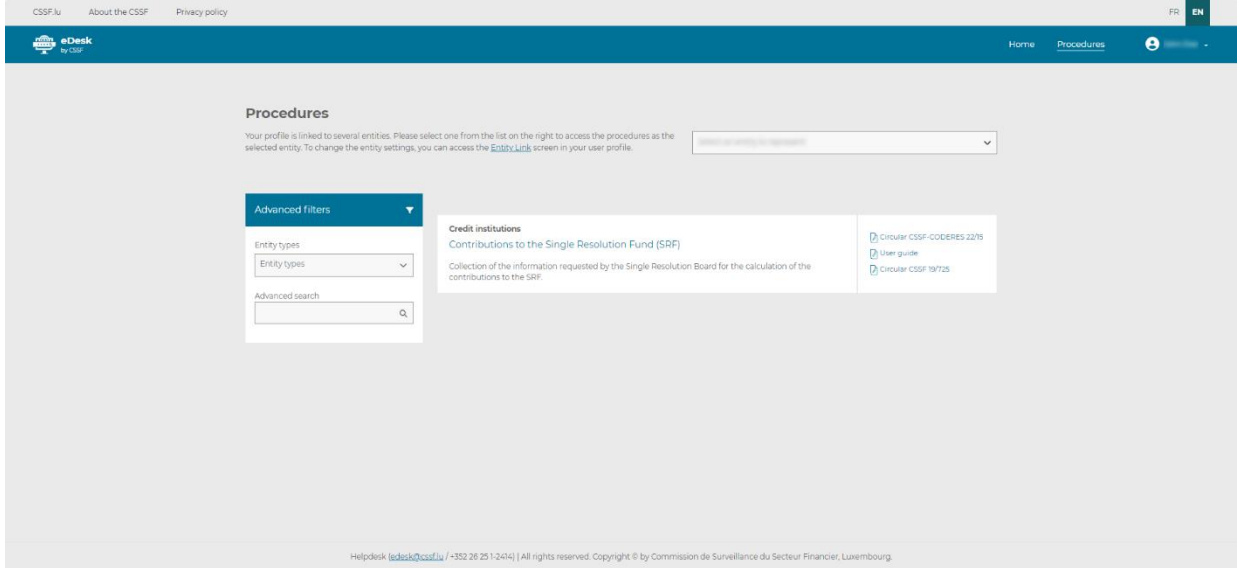 CSSF.lu About the CSSF Privacy policy FR EN
eDesk
by CSSF
Home Procedures
Procedures
Your profile is linked to several entities. Please select one from the list on the right to access the procedures as the
selected entity. To change the entity settings, you can access the Entity Link screen in your user profile.
Advanced filters
Entity types
Entity types
Advanced search
Credit institutions
Contributions to the Single Resolution Fund (SRF)
Collection of the information requested by the Single Resolution Board for the calculation of the
contributions to the SRF.
Circular CSSF-CODERES 22/15
User guide
Circular CSSF 19/725
Helpdesk (edesk@cssf.lu / +352 26 25 1-2414) | All rights reserved. Copyright © by Commission de Surveillance du Secteur Financier, Luxembourg.